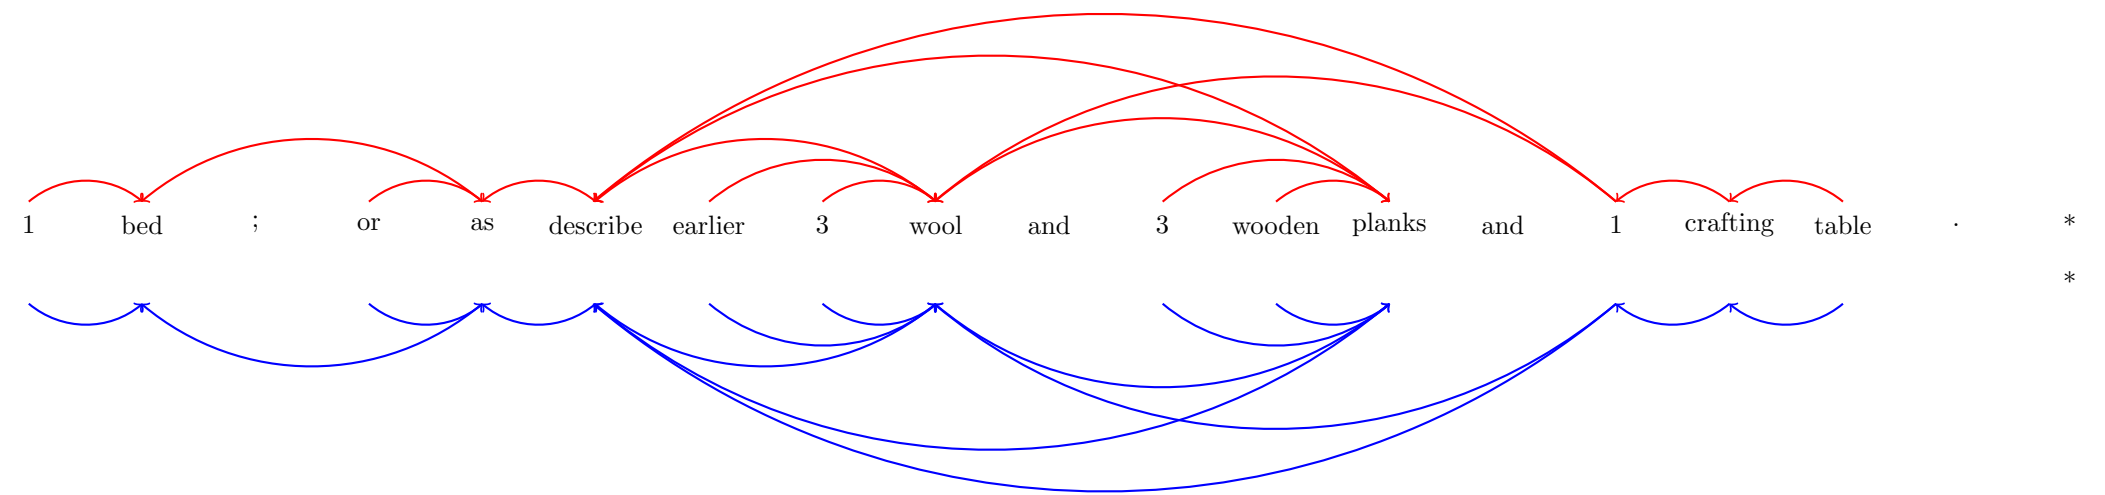 1 bed ; or as describe earlier 3 wool and 3 wooden planks and 1 crafting table . *
*